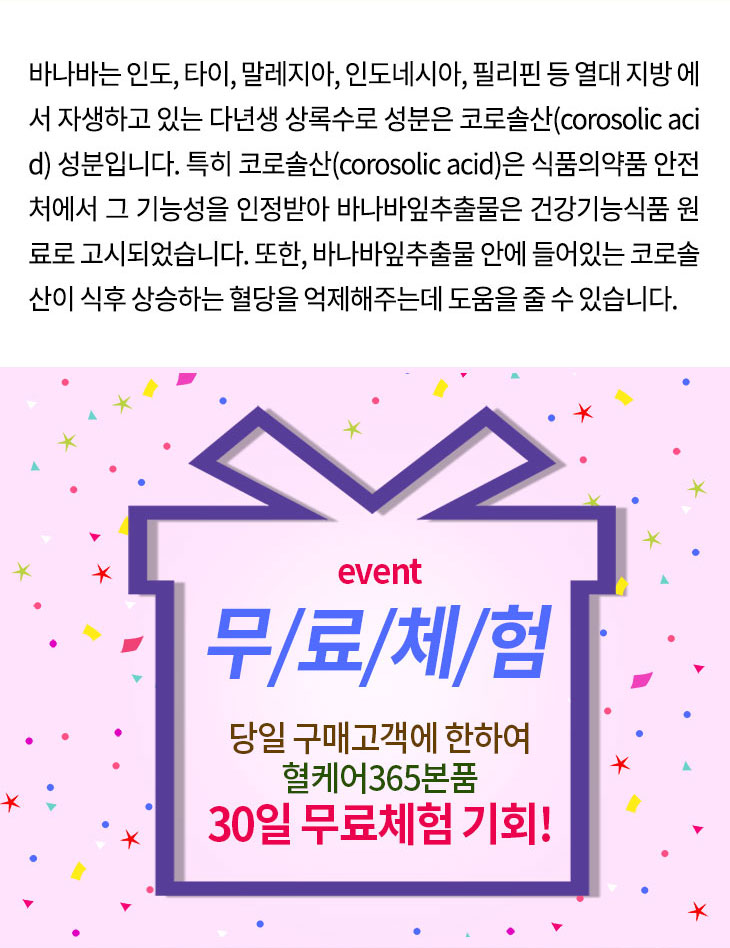 바나바는 인도, 타이, 말레지아, 인도네시아, 필리핀 등 열대 지방 에
서 자생하고 있는 다년생 상록수로 성분은 코로솔산(corosolic aci
d) 성분입니다. 특히 코로솔산(corosolic acid)은 식품의약품 안전
처에서 그 기능성을 인정받아 바나바잎추출물은 건강기능식품 원
료로 고시되었습니다. 또한, 바나바잎추출물 안에 들어있는 코로솔
산이 식후 상승하는 혈당을 억제해주는데 도움을 줄 수 있습니다.
event
무/료/체/험
당일 구매고객에 한하여
혈케어365본품
30일 무료체험 기회!